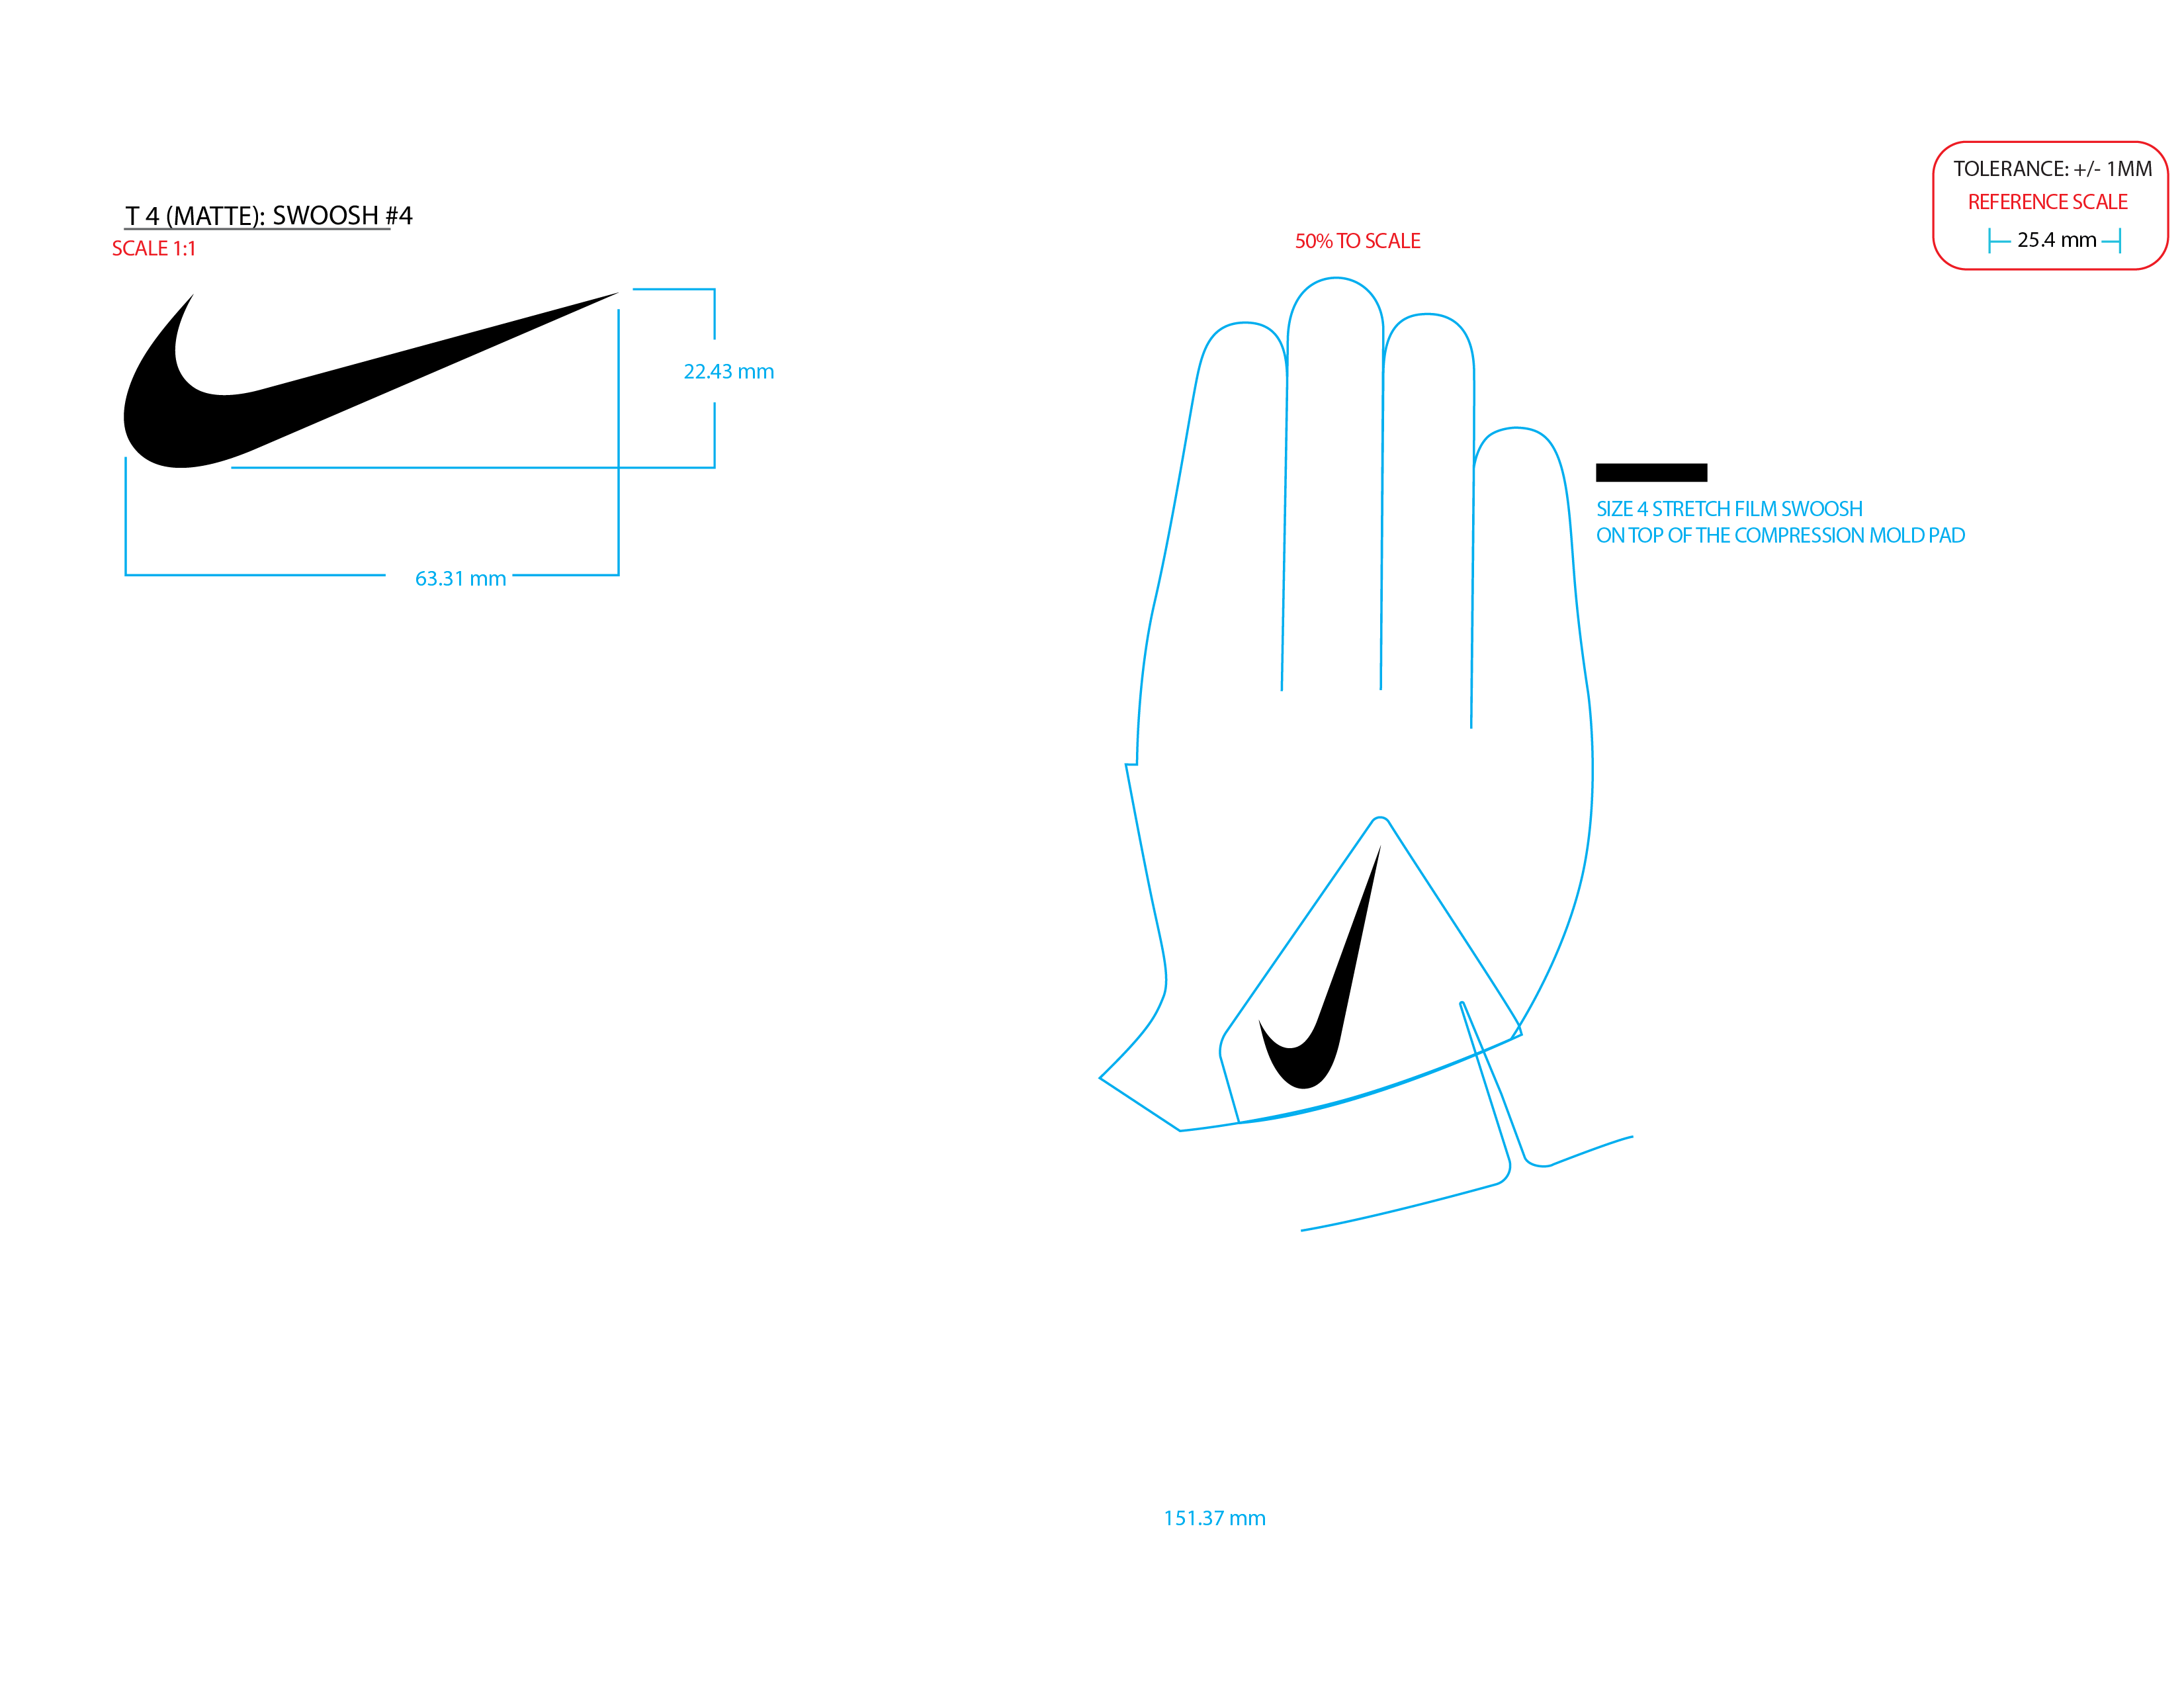 T 4 (MATTE): SWOOSH #4
SCALE 1:1
22.43 mm
63.31 mm
50% TO SCALE
TOLERANCE: +/- 1MM
REFERENCE SCALE
25.4 mm
SIZE 4 STRETCH FILM SWOOSH
ON TOP OF THE COMPRESSION MOLD PAD
151.37 mm